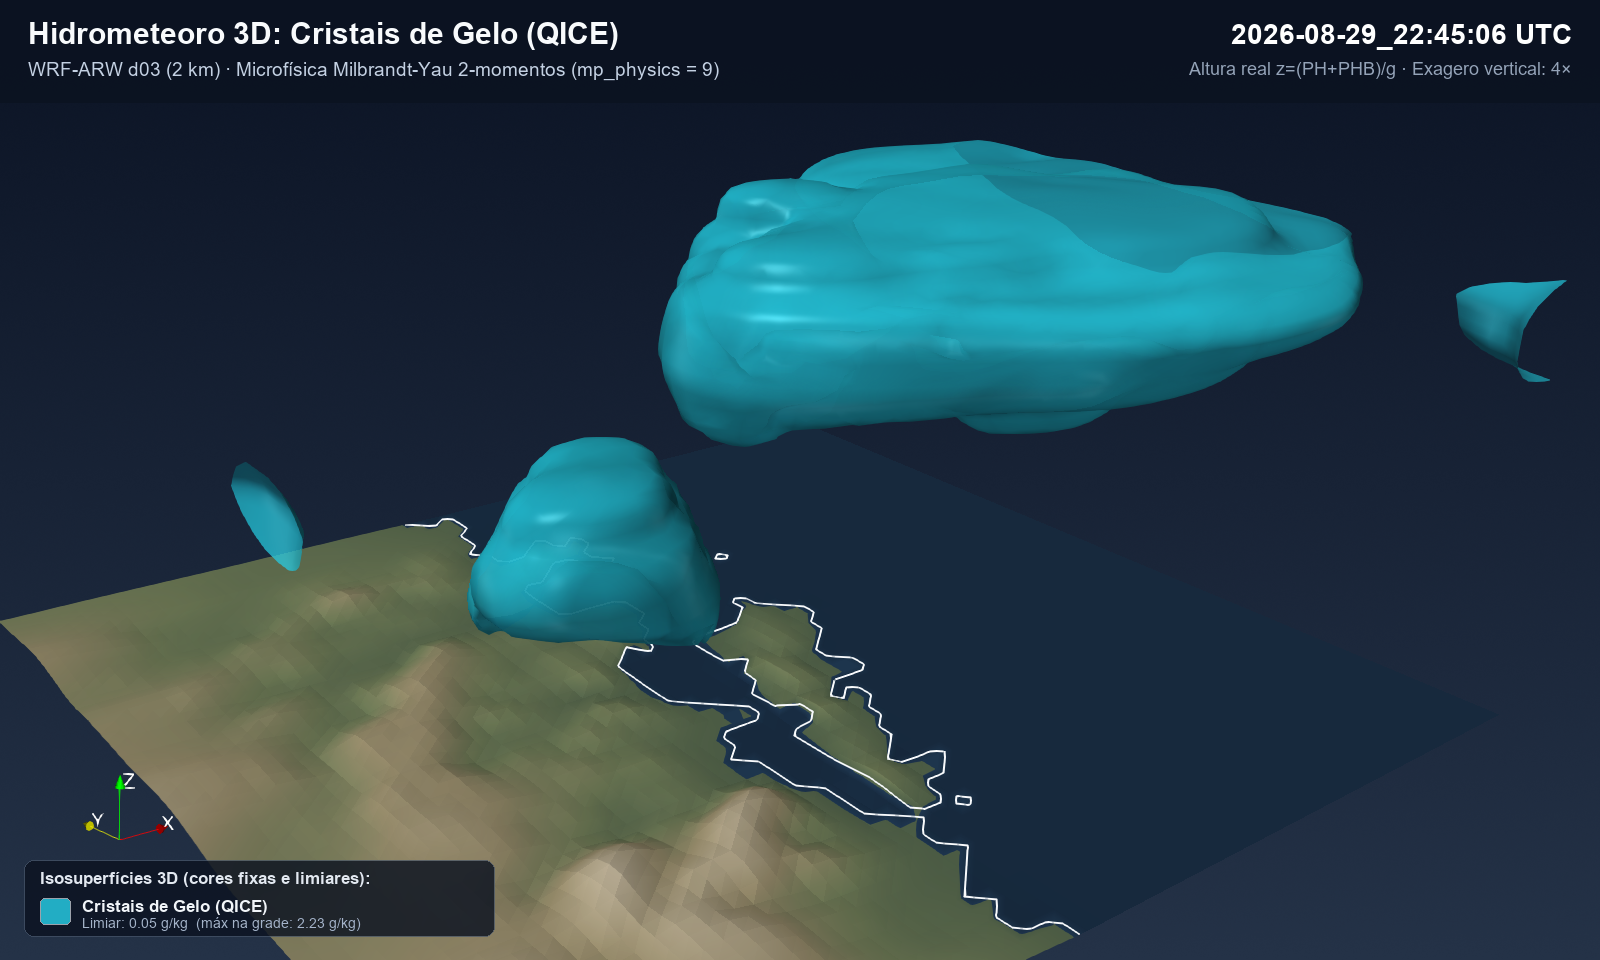 Hidrometeoro 3D: Cristais de Gelo (QICE)
WRF-ARW d03 (2 km) · Microfísica Milbrandt-Yau 2-momentos (mp_physics = 9)
2026-08-29_22:45:06 UTC
Altura real z=(PH+PHB)/g · Exagero vertical: 4×
Z
Y
X
Isosuperfícies 3D (cores fixas e limiares):
Cristais de Gelo (QICE)
Limiar: 0.05 g/kg (máx na grade: 2.23 g/kg)